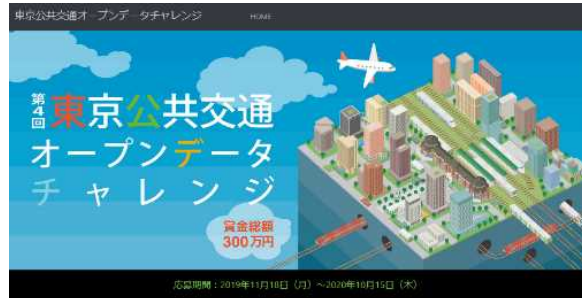 東京公共交通オープンデータチャレンジ HOME
第4回
東京公共交通
オープンデータ
チャレンジ
賞金総額
300万円
応募期間：2019年11月18日（月）～2020年10月15日（木）